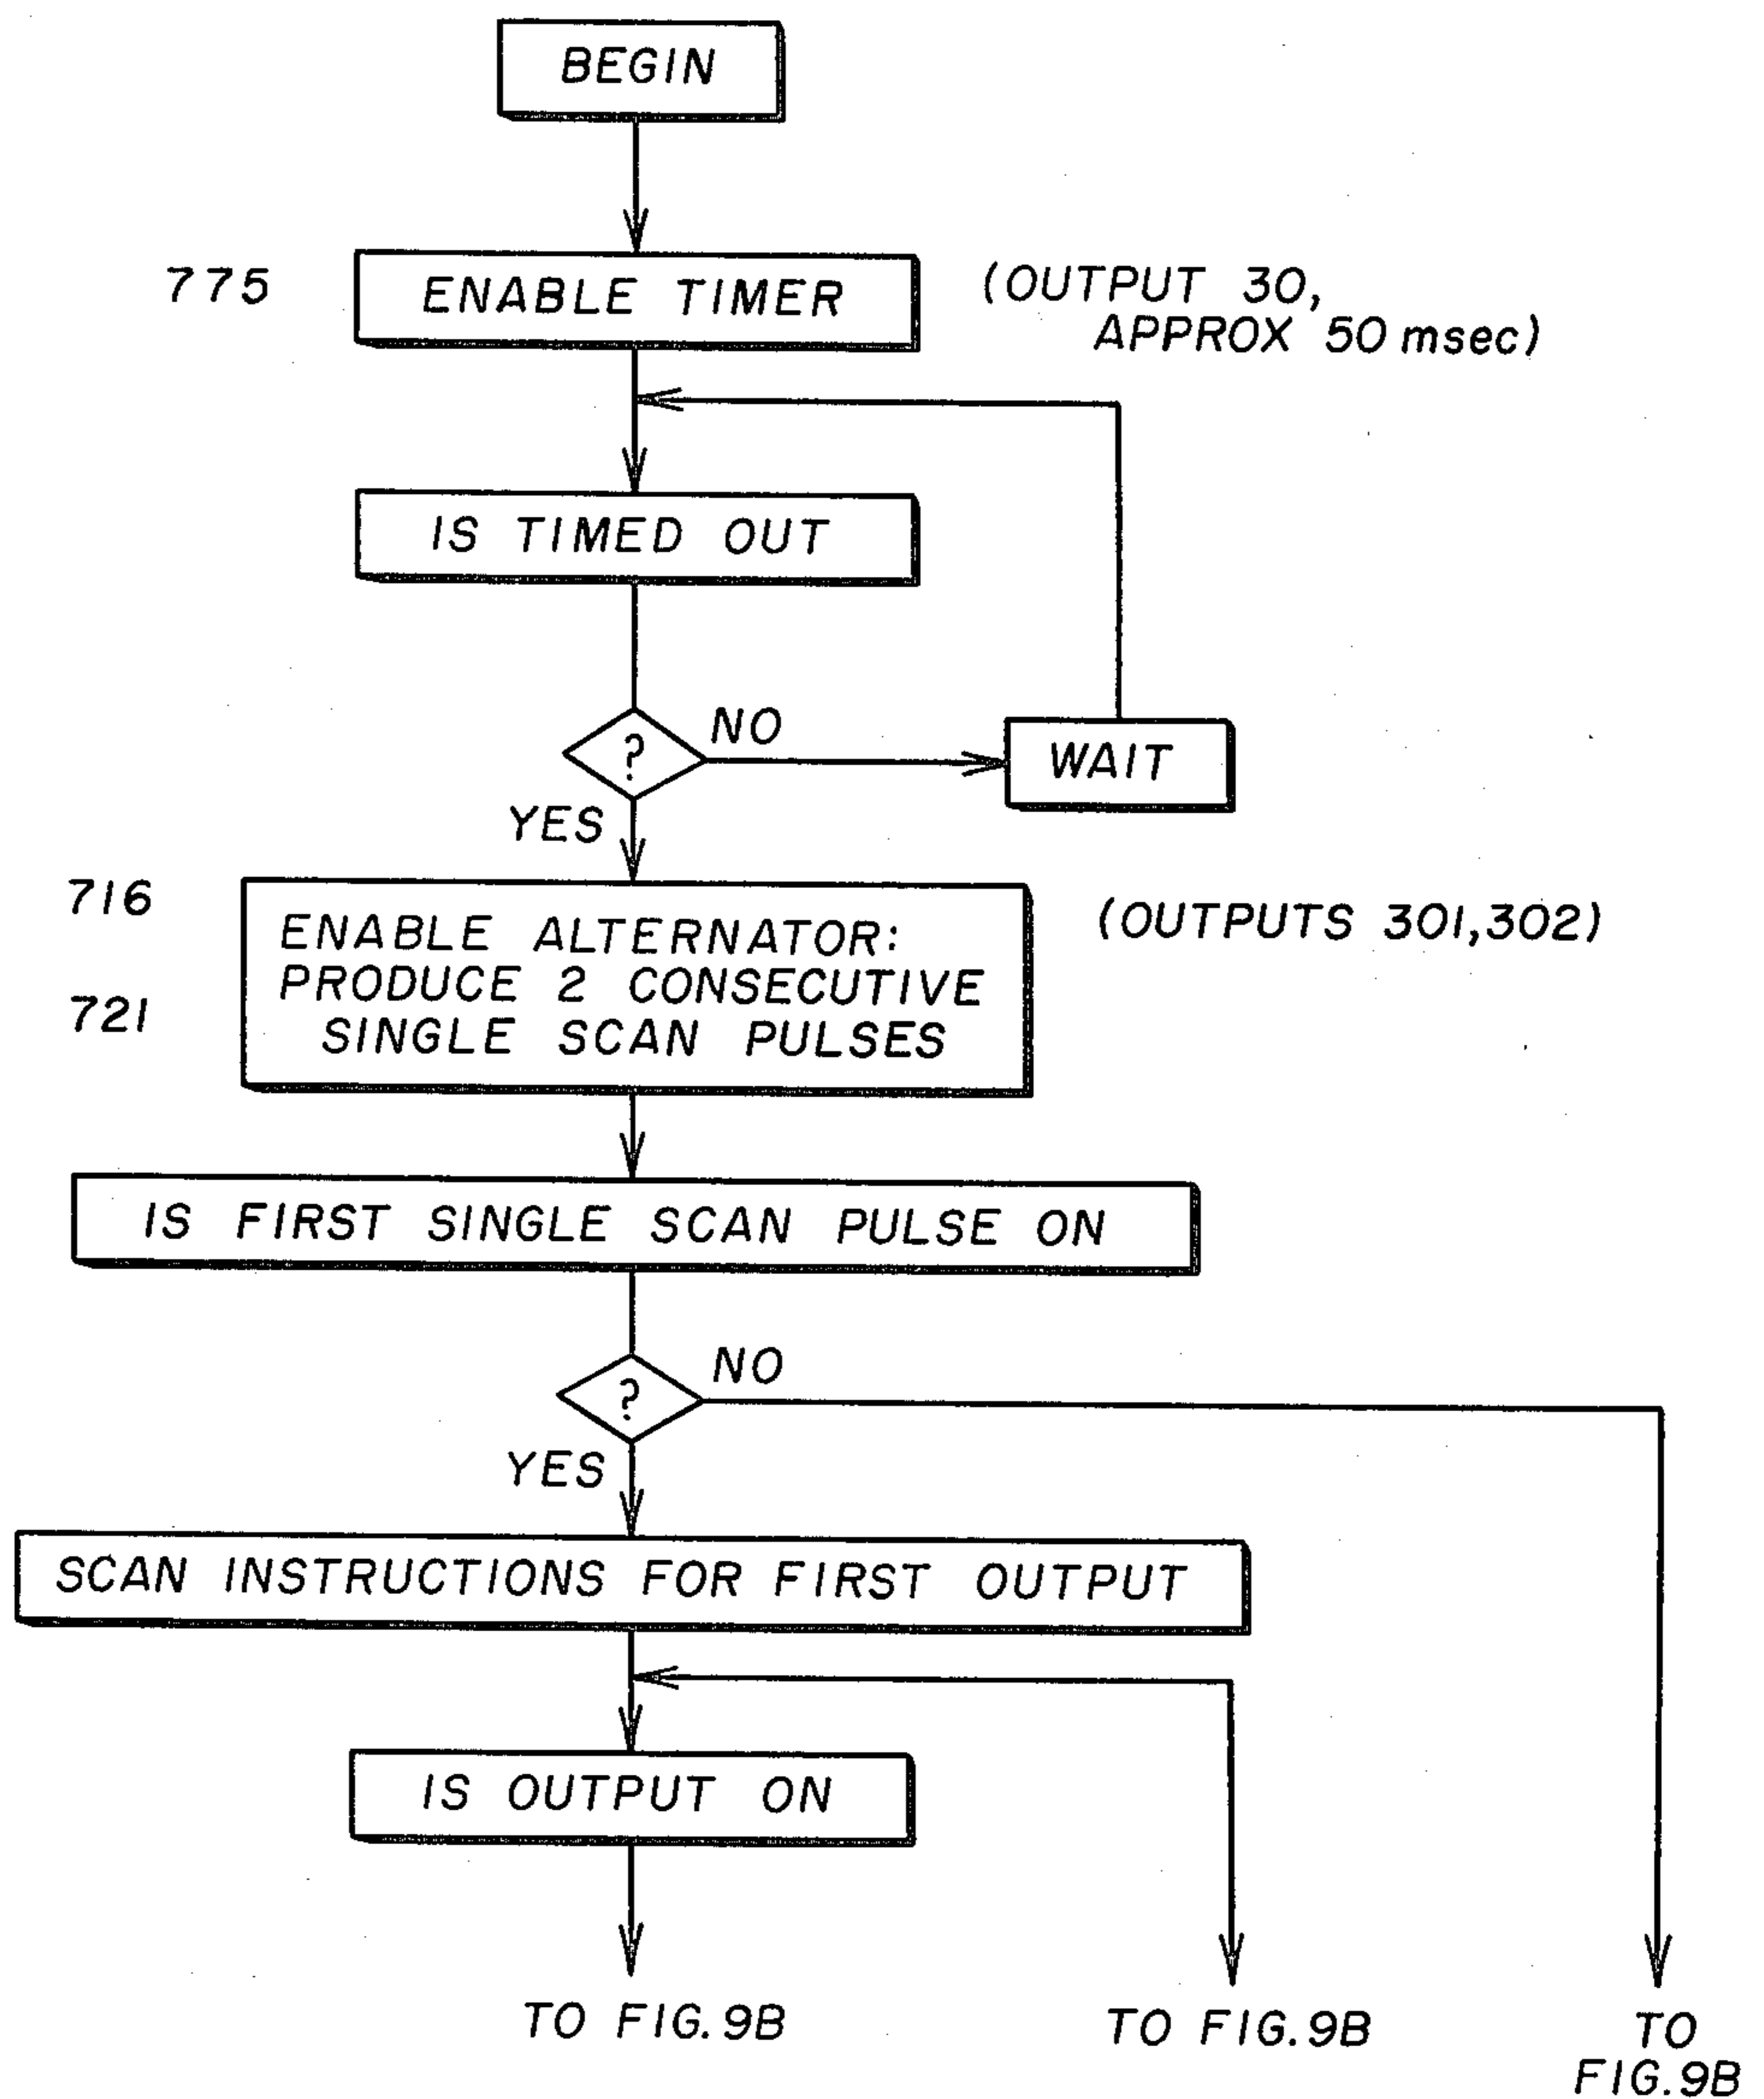 BEGIN
775
ENABLE TIMER
(OUTPUT 30,
APPROX 50 msec)
IS TIMED OUT
?
NO
WAIT
YES
716
721
ENABLE ALTERNATOR:
PRODUCE 2 CONSECUTIVE
SINGLE SCAN PULSES
(OUTPUTS 301,302)
IS FIRST SINGLE SCAN PULSE ON
?
NO
YES
SCAN INSTRUCTIONS FOR FIRST OUTPUT
IS OUTPUT ON
TO FIG.9B
TO FIG.9B
TO
FIG.9B